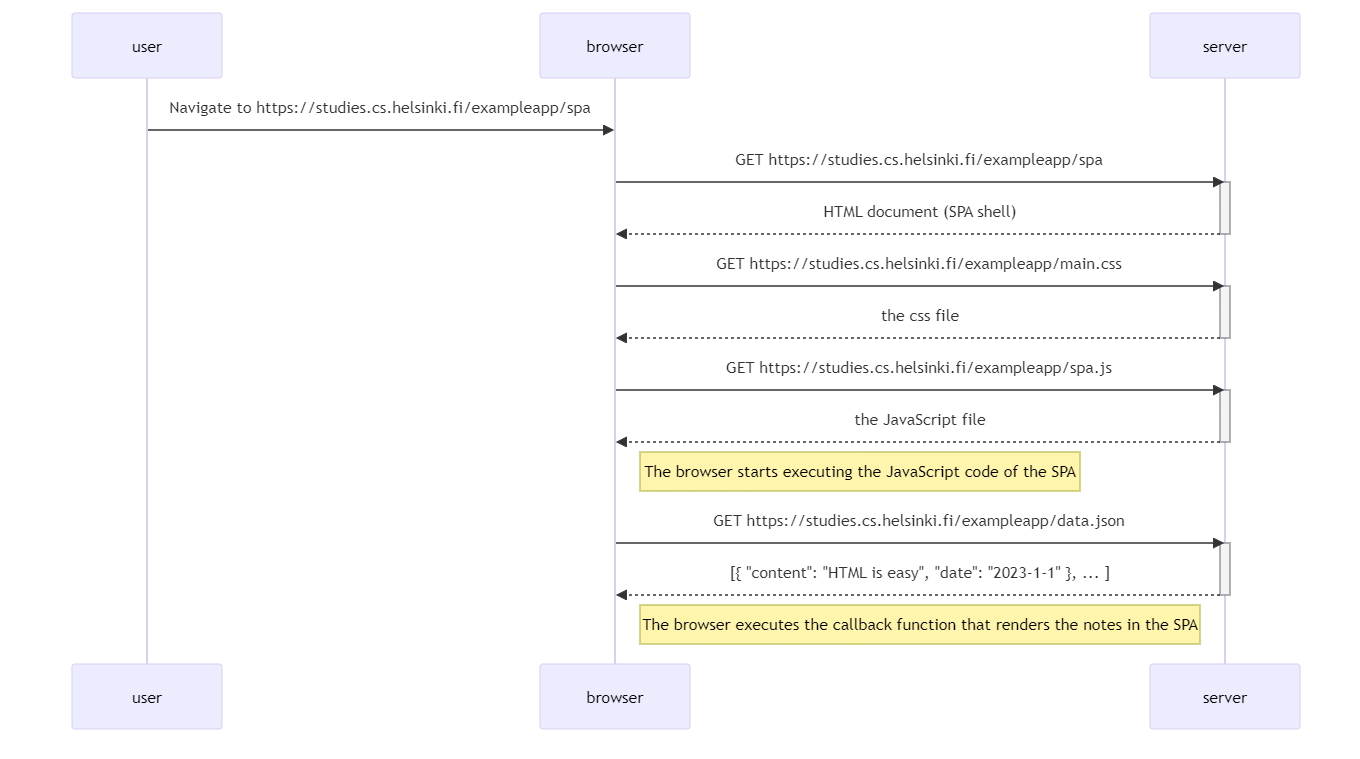 user browser server
Navigate to https://studies.cs.helsinki.fi/exampleapp/spa
GET https://studies.cs.helsinki.fi/exampleapp/spa
HTML document (SPA shell)
GET https://studies.cs.helsinki.fi/exampleapp/main.css
the css file
GET https://studies.cs.helsinki.fi/exampleapp/spa.js
the JavaScript file
The browser starts executing the JavaScript code of the SPA
GET https://studies.cs.helsinki.fi/exampleapp/data.json
[{ "content": "HTML is easy", "date": "2023-1-1" }, ... ]
The browser executes the callback function that renders the notes in the SPA
user browser server